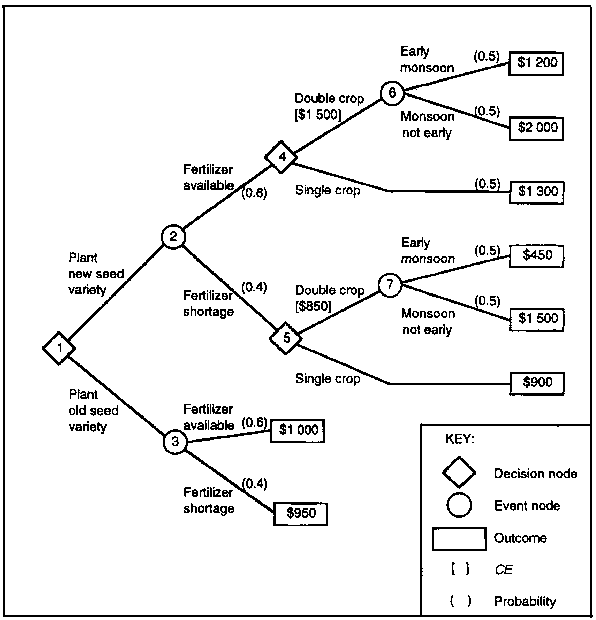 Early
monsoon
(0.5)
$1 200
6
Double crop
[$1 500]
Monsoon
not early
(0.5)
$2 000
4
Fertilizer
available
(0.6)
Single crop
(0.5)
$1 300
2
Plant
new seed
variety
Early
monsoon
(0.5)
$450
7
Fertilizer
shortage
(0.4)
Double crop
[$850]
Monsoon
not early
(0.5)
$1 500
5
1
Single crop
$900
Plant
old seed
variety
Fertilizer
available
(0.6)
$1 000
3
Fertilizer
shortage
(0.4)
$950
KEY:
Decision node
Event node
Outcome
[ ] CE
( ) Probability